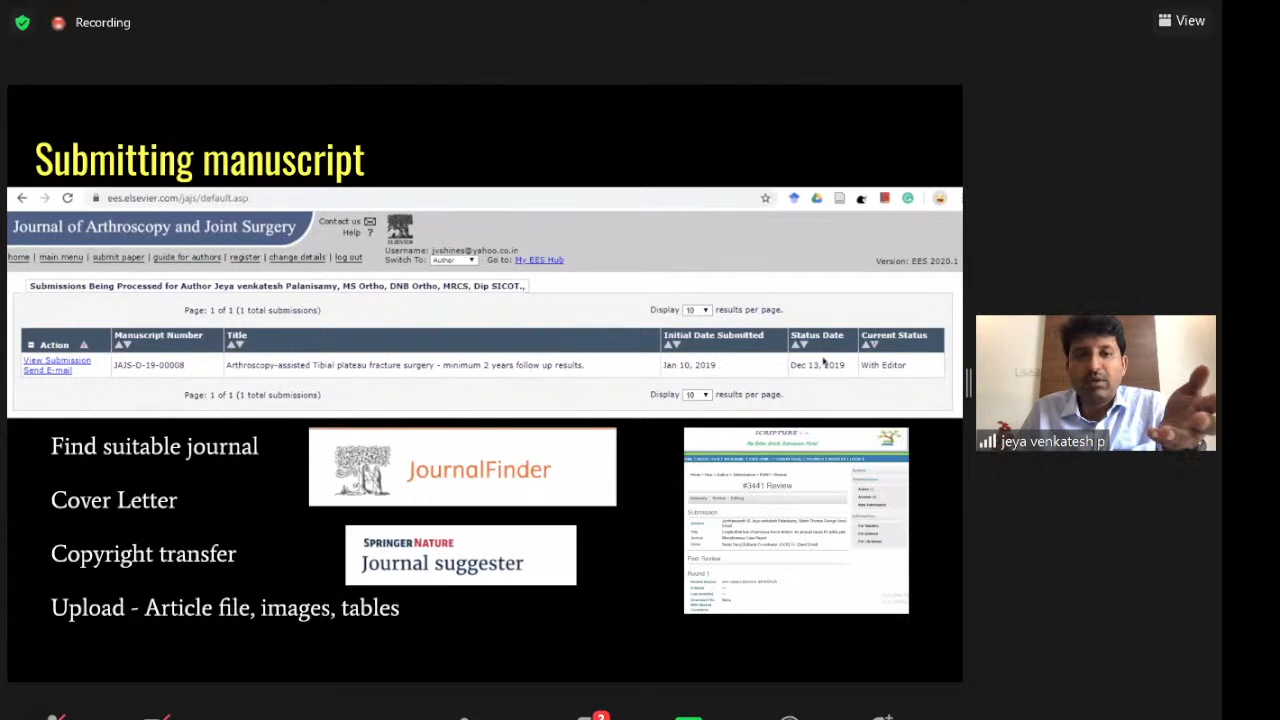 Recording
View
Submitting manuscript
ees.elsevier.com/jajs/default.asp
Journal of Arthroscopy and Joint Surgery
Contact us
Help ?
ELSEVIER
Username: jvshines@yahoo.co.in
Switch To: Author Go to: My EES Hub
home | main menu | submit paper | guide for authors | register | change details | log out
Version: EES 2020.1
Submissions Being Processed for Author Jeya venkatesh Palanisamy, MS Ortho, DNB Ortho, MRCS, Dip SICOT.,
Page: 1 of 1 (1 total submissions) Display 10 results per page.
Action Manuscript Number Title Initial Date Submitted Status Date Current Status
View Submission
Send E-mail
JAJS-D-19-00008 Arthroscopy-assisted Tibial plateau fracture surgery - minimum 2 years follow up results. Jan 10, 2019 Dec 13, 2019 With Editor
Page: 1 of 1 (1 total submissions) Display 10 results per page.
Find suitable journal
Cover Letter
Copyright transfer
Upload - Article file, images, tables
JournalFinder
SPRINGER NATURE
Journal suggester
SCRIPTURE
#3441 Review
Submission
Peer Review
Round 1
jeya venkatesh p